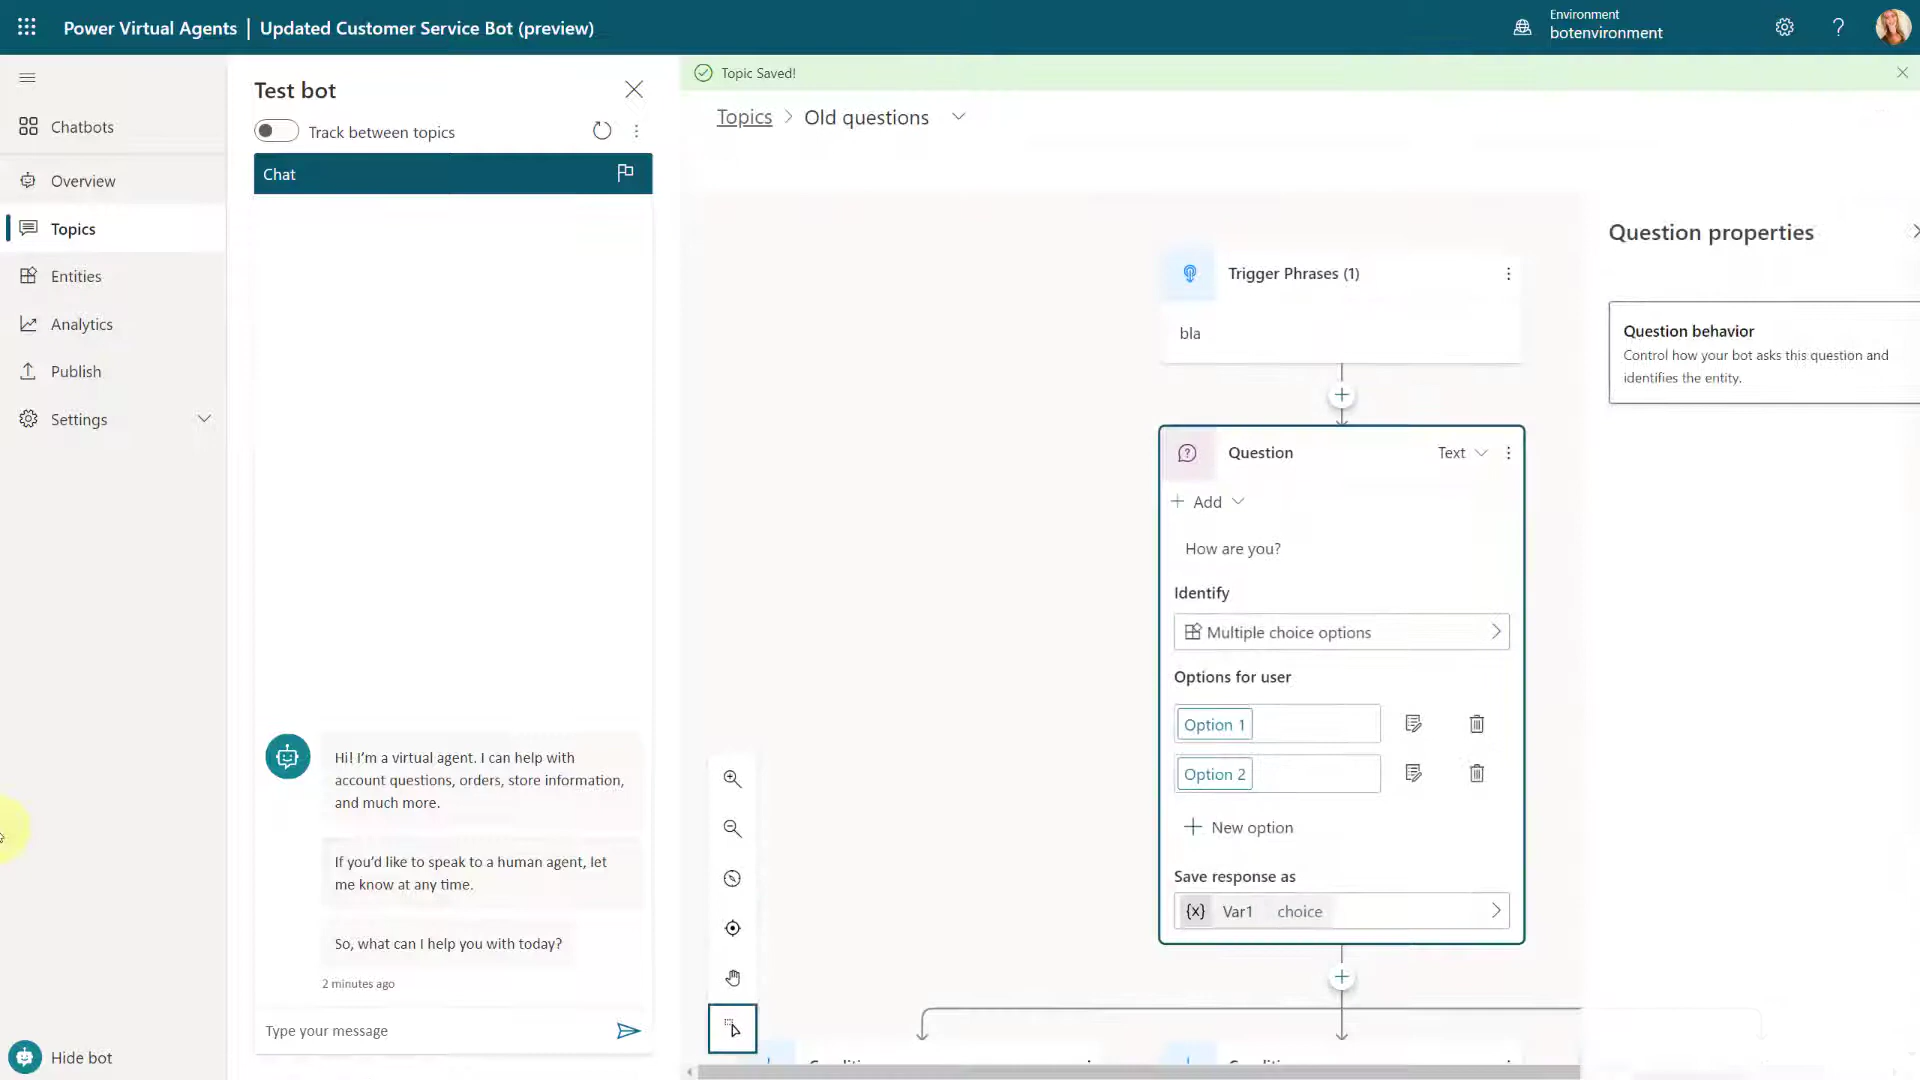 Power Virtual Agents | Updated Customer Service Bot (preview)
Environment
botenvironment
Chatbots
Overview
Topics
Entities
Analytics
Publish
Settings
Hide bot
Test bot
Track between topics
Chat
Hi! I'm a virtual agent. I can help with
account questions, orders, store information,
and much more.
If you'd like to speak to a human agent, let
me know at any time.
So, what can I help you with today?
2 minutes ago
Type your message
Topic Saved!
Topics > Old questions
Trigger Phrases (1)
bla
Question
Text
Add
How are you?
Identify
Multiple choice options
Options for user
Option 1
Option 2
New option
Save response as
{x} Var1 choice
Question properties
Question behavior
Control how your bot asks this question and
identifies the entity.